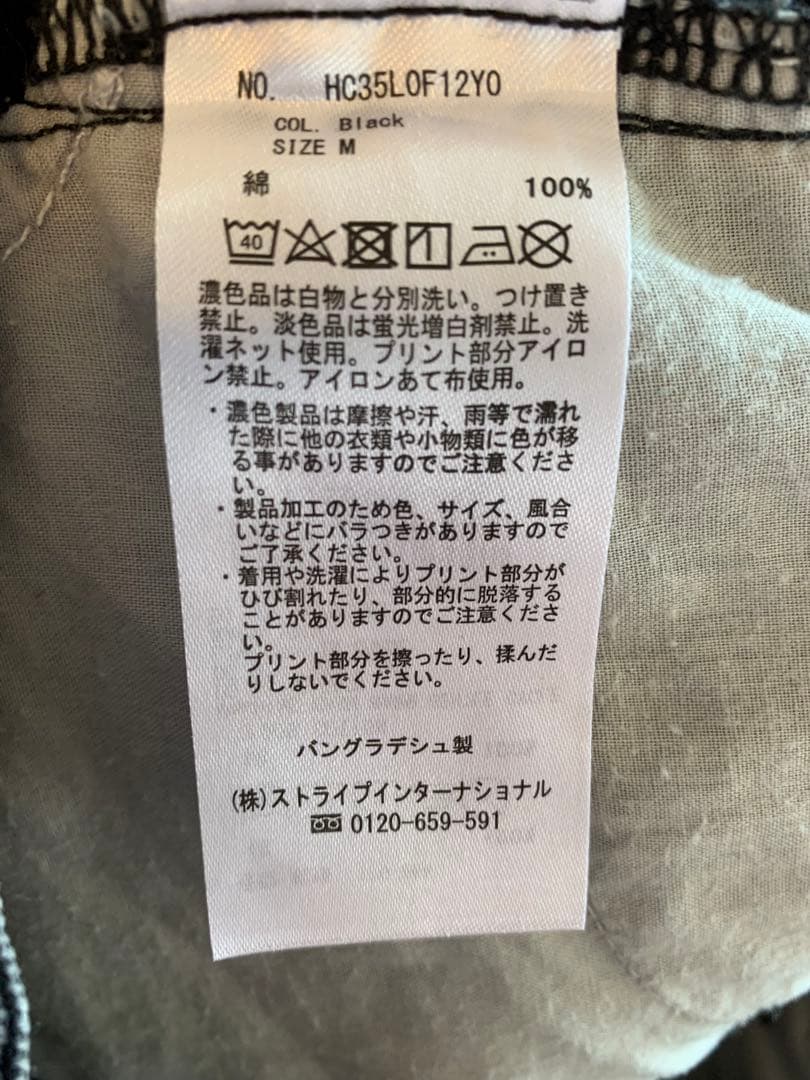 NO. HC35L0F12Y0
COL. Black
SIZE M
綿 100%
40
濃色品は白物と分別洗い。つけ置き
禁止。淡色品は蛍光増白剤禁止。洗
濯ネット使用。プリント部分アイロ
ン禁止。アイロンあて布使用。
・濃色製品は摩擦や汗、雨等で濡れ
た際に他の衣類や小物類に色が移
る事がありますのでご注意くださ
い。
・製品加工のため色、サイズ、風合
いなどにバラつきがありますので
ご了承ください。
・着用や洗濯によりプリント部分が
ひび割れたり、部分的に脱落する
ことがありますのでご注意くださ
い。
プリント部分を擦ったり、揉んだ
りしないでください。
バングラデシュ製
(株)ストライプインターナショナル
0120-659-591